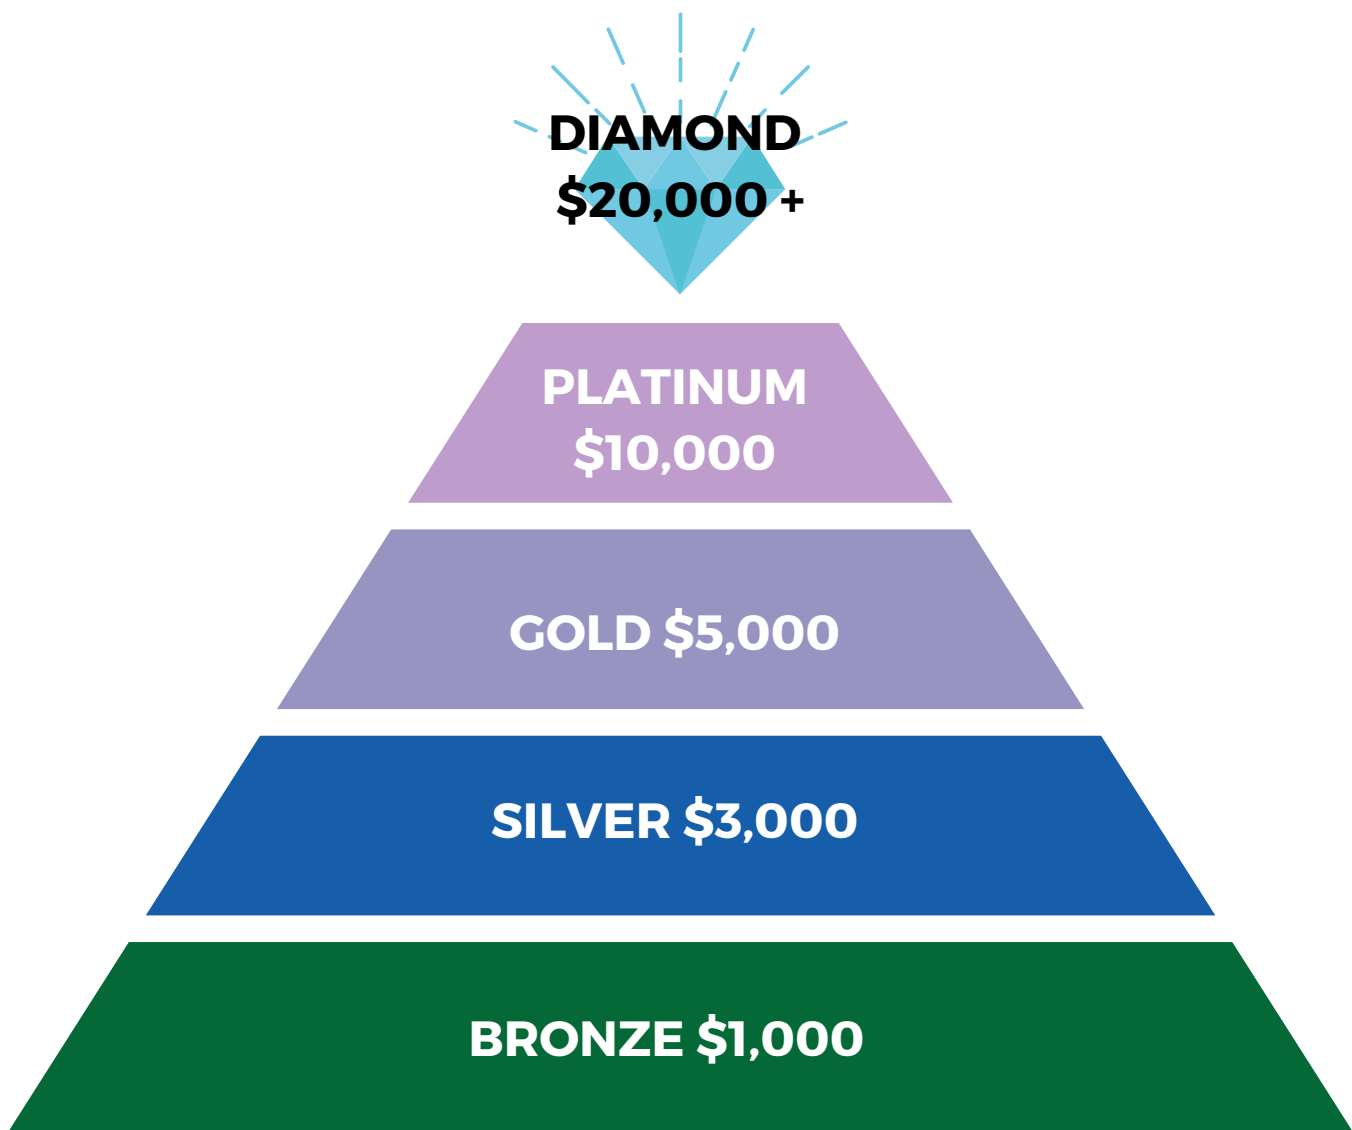 DIAMOND
$20,000 +
PLATINUM
$10,000
GOLD $5,000
SILVER $3,000
BRONZE $1,000